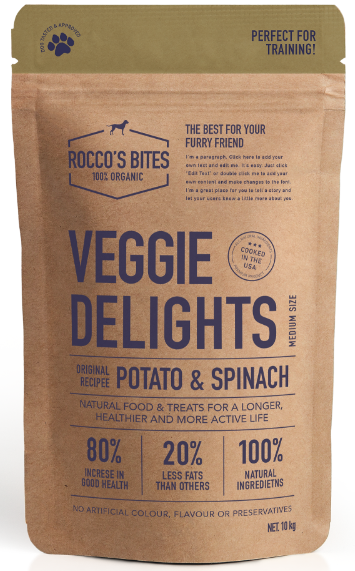 DOG TESTED & APPROVED
PERFECT FOR
TRAINING!
ROCCO'S BITES
100% ORGANIC
THE BEST FOR YOUR
FURRY FRIEND
I'm a paragraph. Click here to add your
own text and edit me. It's easy. Just click
"Edit Text" or double click me to add your
own content and make changes to the font.
I'm a great place for you to tell a story and
let your users know a little more about you.
VEGGIE
DELIGHTS
COOKED
IN THE
USA
MEDIUM SIZE
ORIGINAL
RECIPEE
POTATO & SPINACH
NATURAL FOOD & TREATS FOR A LONGER,
HEALTHIER AND MORE ACTIVE LIFE
80%
INCRESE IN
GOOD HEALTH
20%
LESS FATS
THAN OTHERS
100%
NATURAL
INGREDIETNS
NO ARTIFICIAL COLOUR, FLAVOUR OR PRESERVATIVES
NET. 10 kg